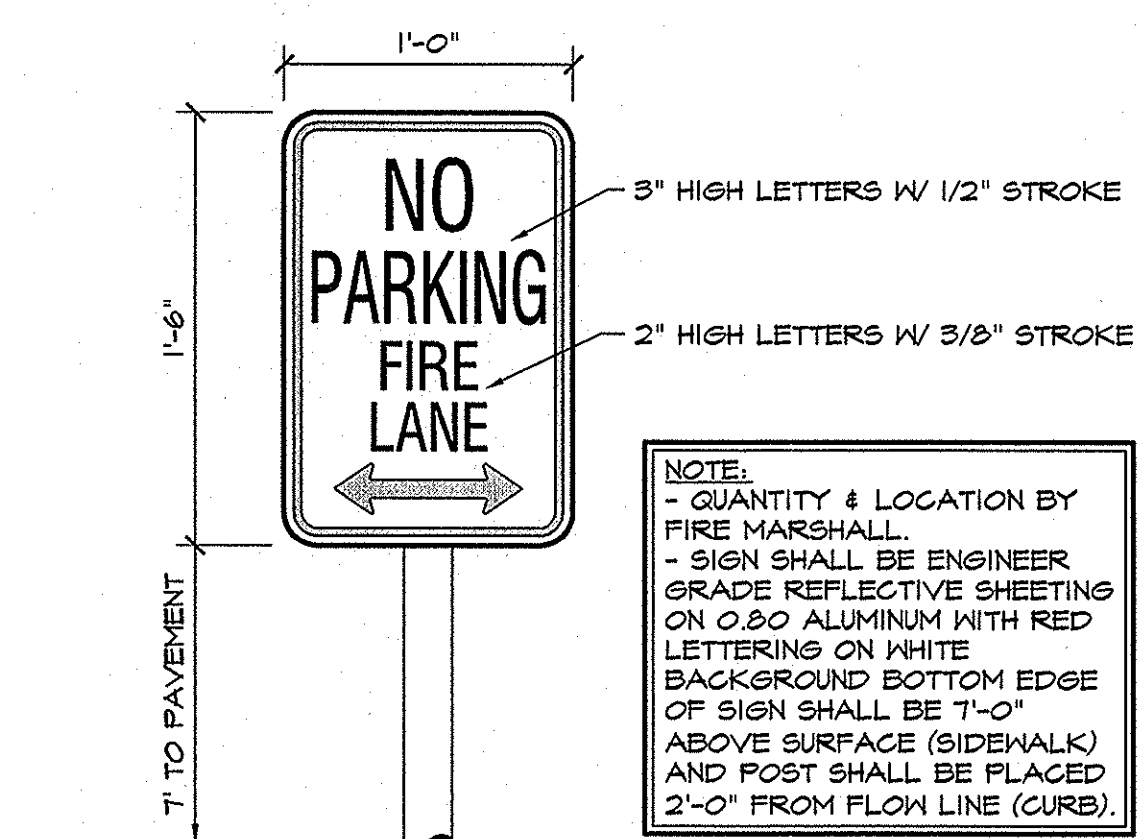 1'-0"
NO
PARKING
FIRE
LANE
3" HIGH LETTERS W/ 1/2" STROKE
2" HIGH LETTERS W/ 3/8" STROKE
1'-6"
7' TO PAVEMENT
NOTE:
- QUANTITY & LOCATION BY
FIRE MARSHALL.
- SIGN SHALL BE ENGINEER
GRADE REFLECTIVE SHEETING
ON 0.80 ALUMINUM WITH RED
LETTERING ON WHITE
BACKGROUND BOTTOM EDGE
OF SIGN SHALL BE 7'-0"
ABOVE SURFACE (SIDEWALK)
AND POST SHALL BE PLACED
2'-0" FROM FLOW LINE (CURB).